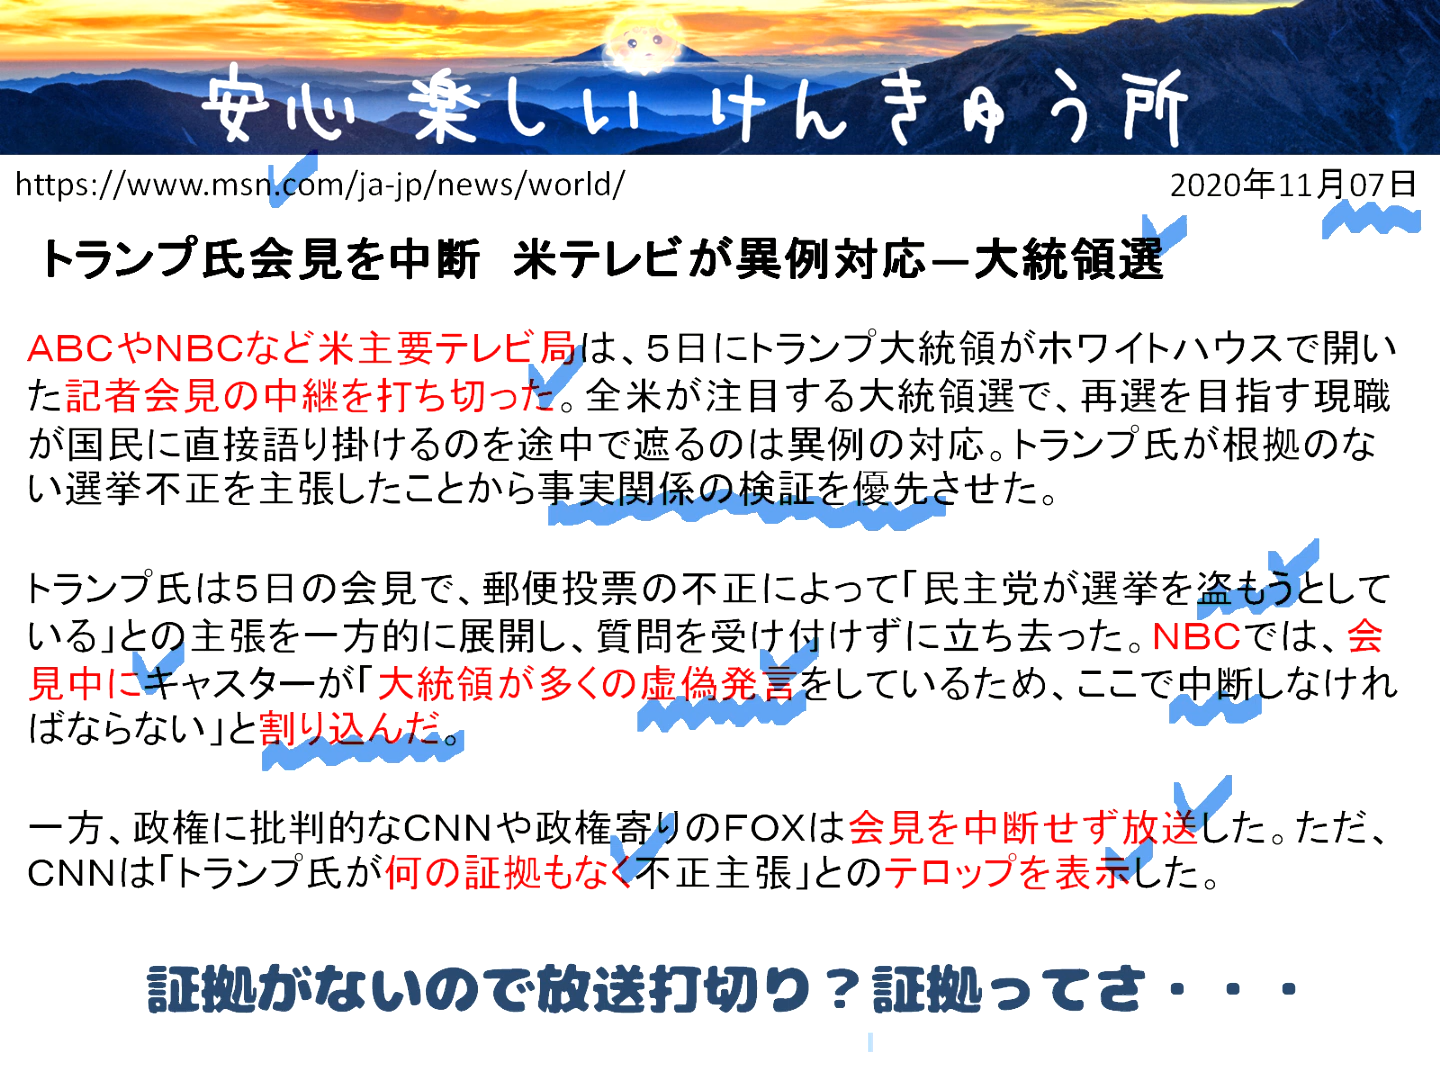 安心 楽しい けんきゅう所
https://www.msn.com/ja-jp/news/world/
2020年11月07日
トランプ氏会見を中断　米テレビが異例対応－大統領選
ＡＢＣやＮＢＣなど米主要テレビ局は、５日にトランプ大統領がホワイトハウスで開い
た記者会見の中継を打ち切った。全米が注目する大統領選で、再選を目指す現職
が国民に直接語り掛けるのを途中で遮るのは異例の対応。トランプ氏が根拠のな
い選挙不正を主張したことから事実関係の検証を優先させた。
トランプ氏は５日の会見で、郵便投票の不正によって「民主党が選挙を盗もうとして
いる」との主張を一方的に展開し、質問を受け付けずに立ち去った。ＮＢＣでは、会
見中にキャスターが「大統領が多くの虚偽発言をしているため、ここで中断しなけれ
ばならない」と割り込んだ。
一方、政権に批判的なＣＮＮや政権寄りのＦＯＸは会見を中断せず放送した。ただ、
ＣＮＮは「トランプ氏が何の証拠もなく不正主張」とのテロップを表示した。
証拠がないので放送打切り？証拠ってさ・・・